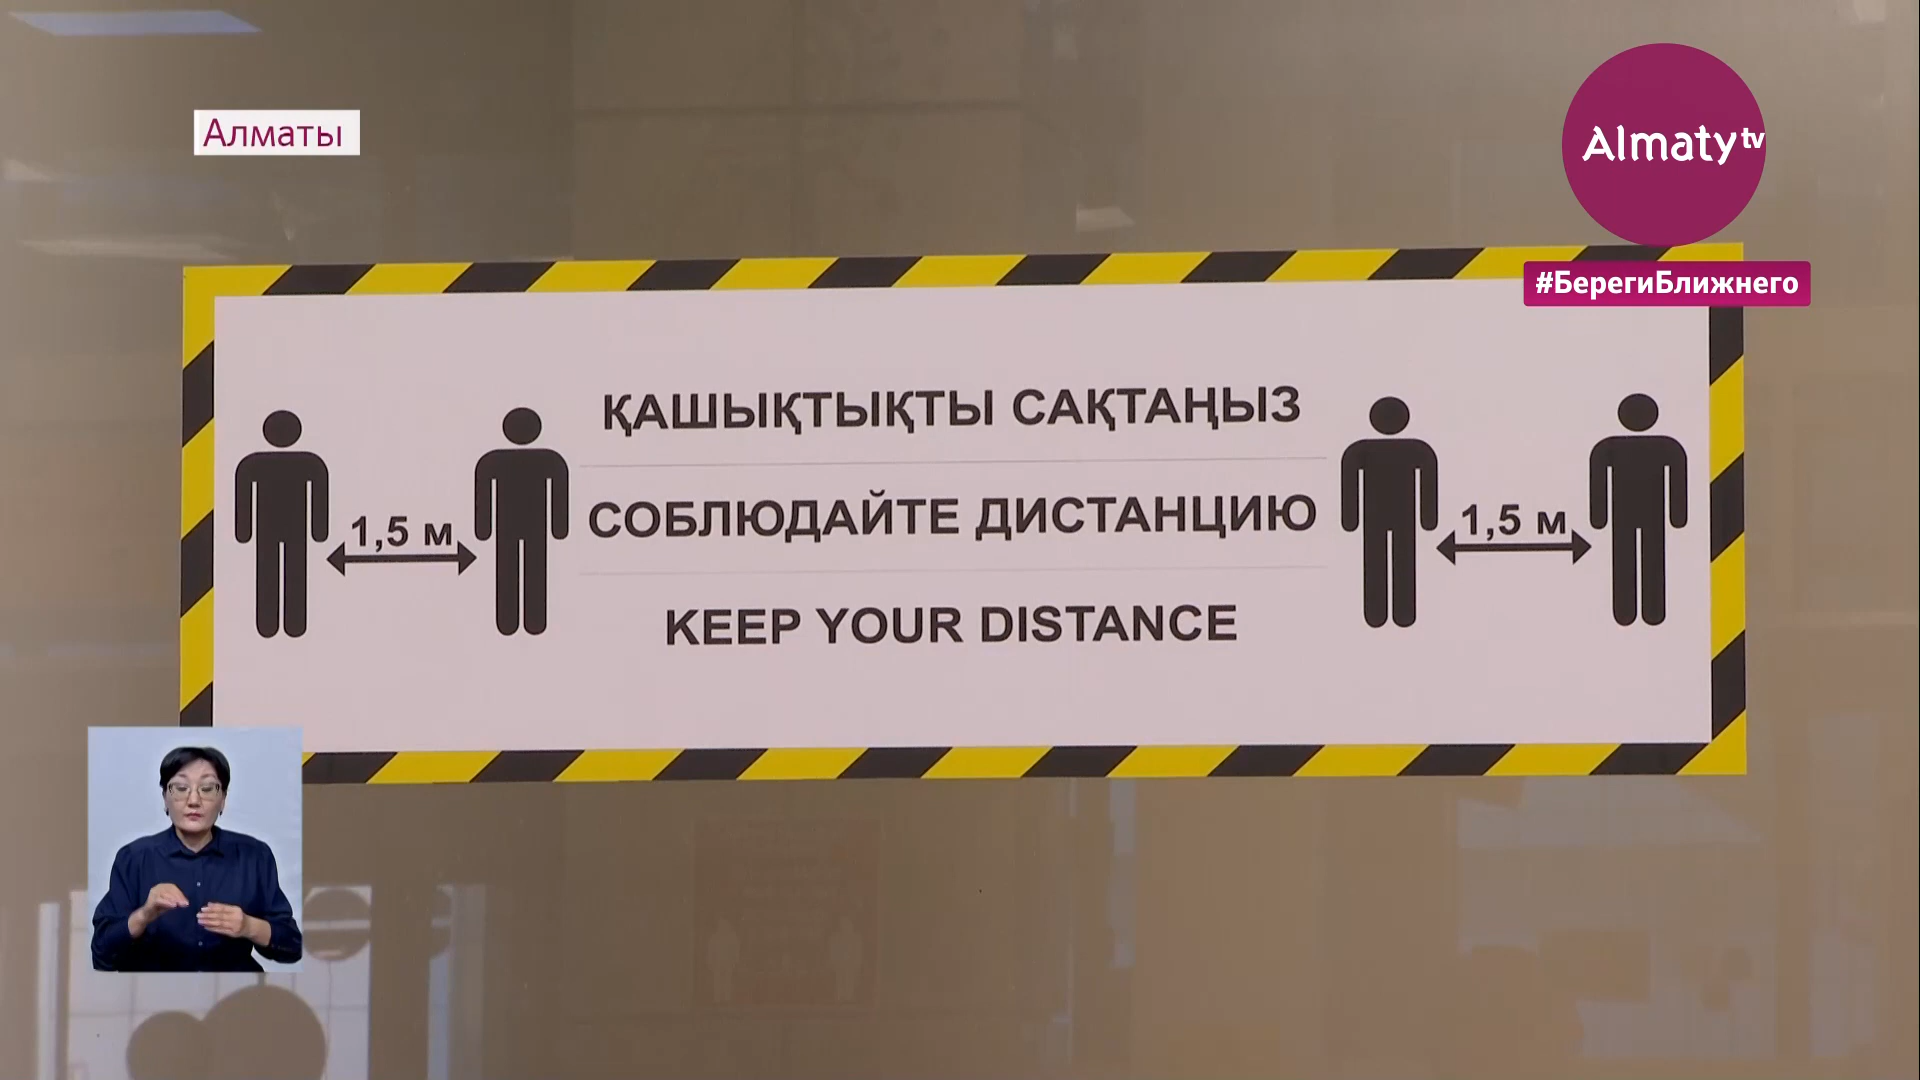 Алматы
Almaty tv
#БерегиБлижнего
ҚАШЫҚТЫҚТЫ САҚТАҢЫЗ
1,5 м
СОБЛЮДАЙТЕ ДИСТАНЦИЮ
1,5 м
KEEP YOUR DISTANCE